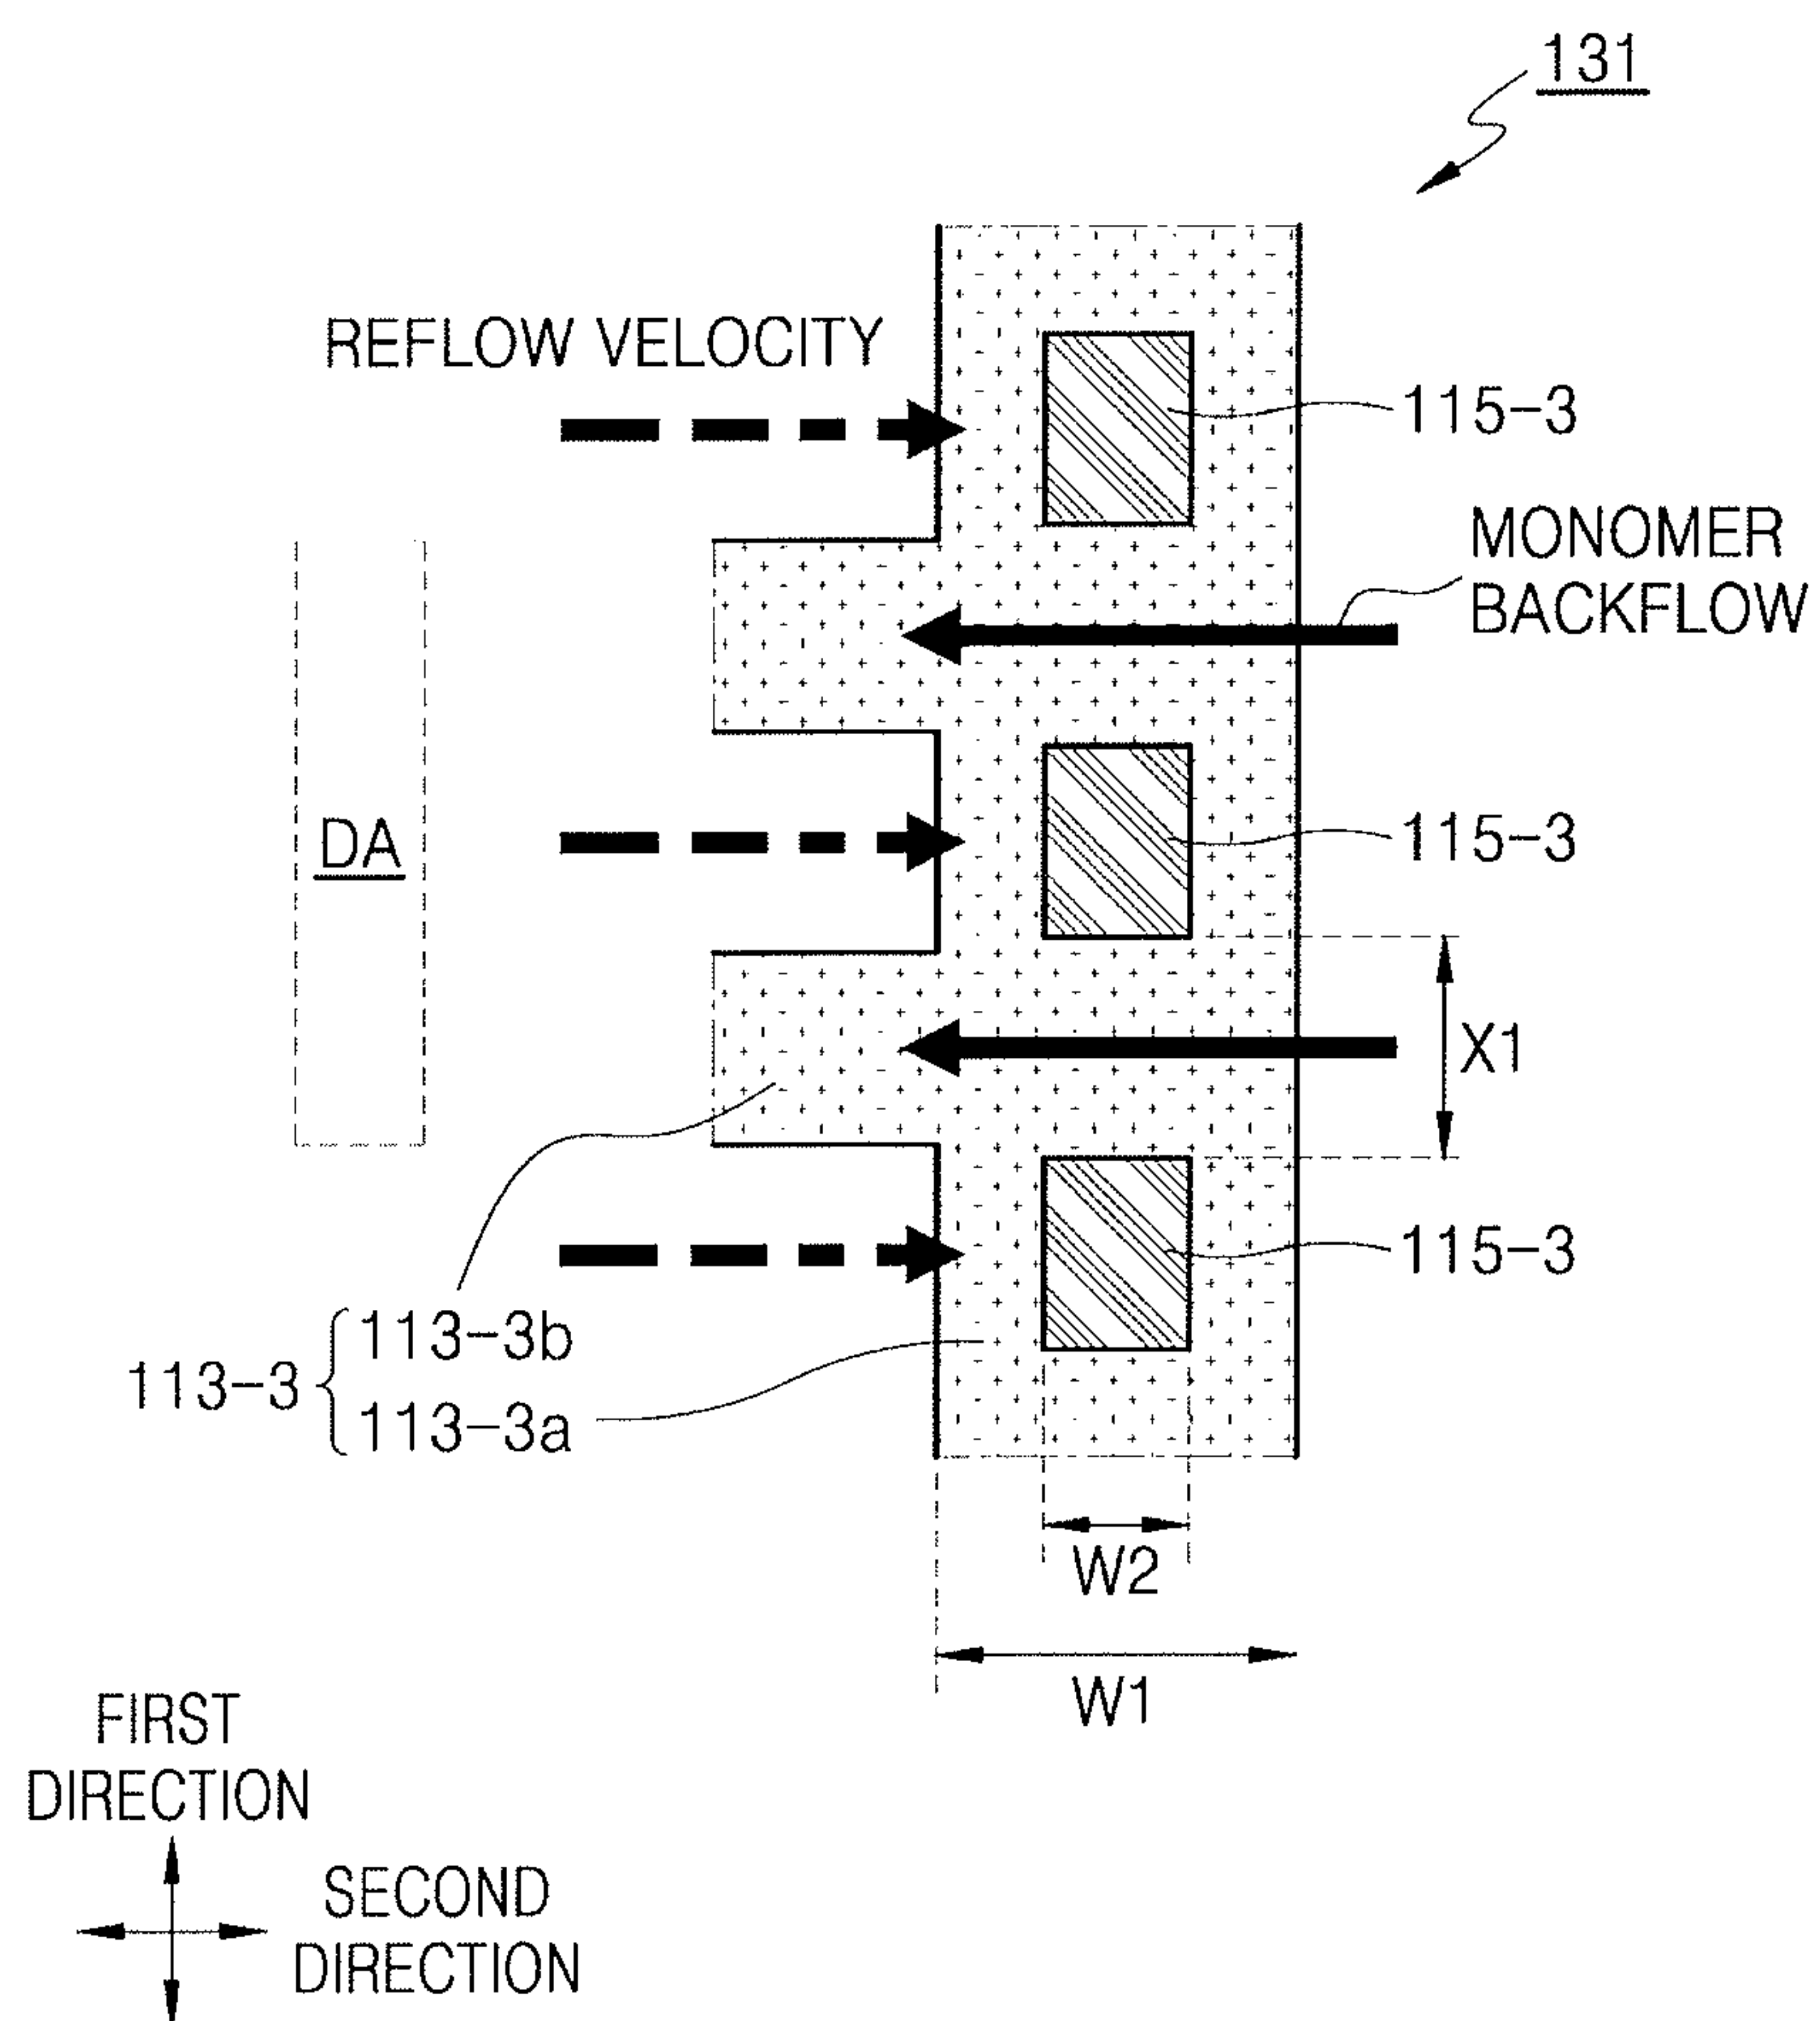 131
REFLOW VELOCITY
115-3
MONOMER
BACKFLOW
DA
115-3
X1
115-3
113-3
113-3b
113-3a
W2
W1
FIRST
DIRECTION
SECOND
DIRECTION